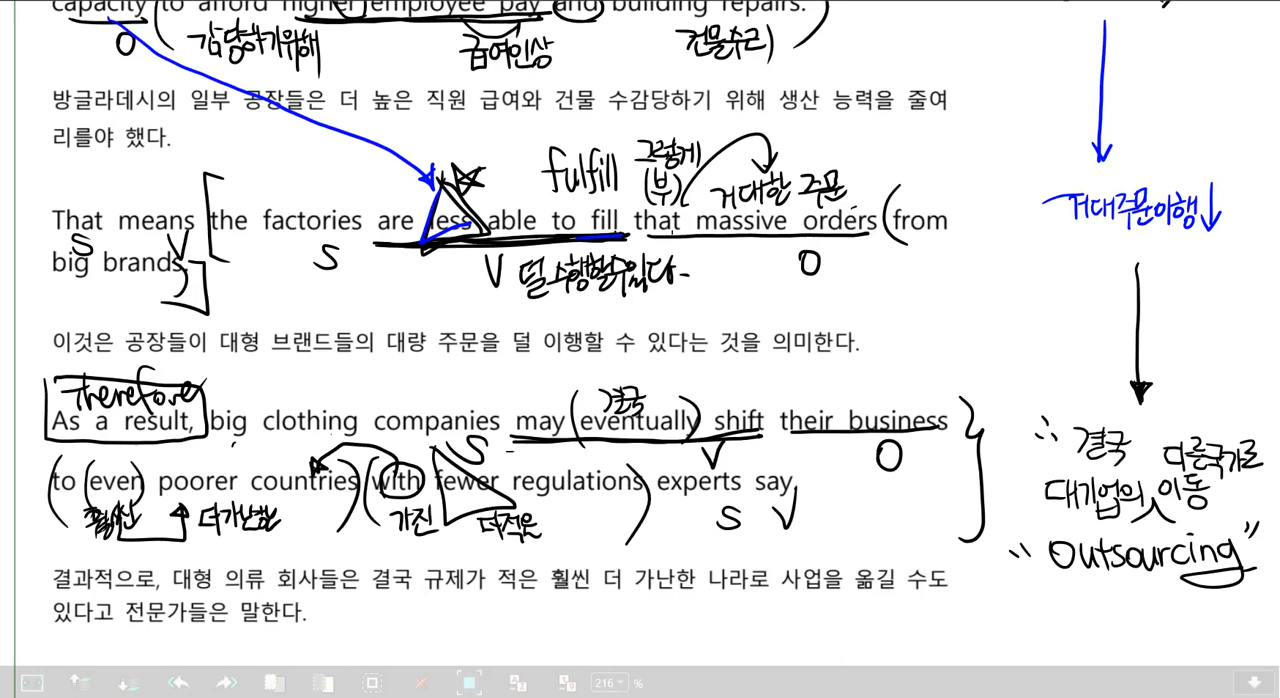 capacity to afford higher employee pay and building repairs.
O 감당하기위해 급여인상 건물수리
방글라데시의 일부 공장들은 더 높은 직원 급여와 건물 수감당하기 위해 생산 능력을 줄여
리를야 했다.
fulfill 그렇게 (부) 거대한 주문
That means the factories are less able to fill that massive orders (from
거대주문이행↓
S V S V 덜 수행할수있다. O
big brands.
이것은 공장들이 대형 브랜드들의 대량 주문을 덜 이행할 수 있다는 것을 의미한다.
therefore 결국
As a result, big clothing companies may (eventually) shift their business
S V O
∴ 결국 다른국가로
대기업의 이동
(to (even) poorer countries) (with fewer regulations) experts say.
훨씬 더가난한 가진 더적은 S V
"Outsourcing"
결과적으로, 대형 의류 회사들은 결국 규제가 적은 훨씬 더 가난한 나라로 사업을 옮길 수도
있다고 전문가들은 말한다.
216 %